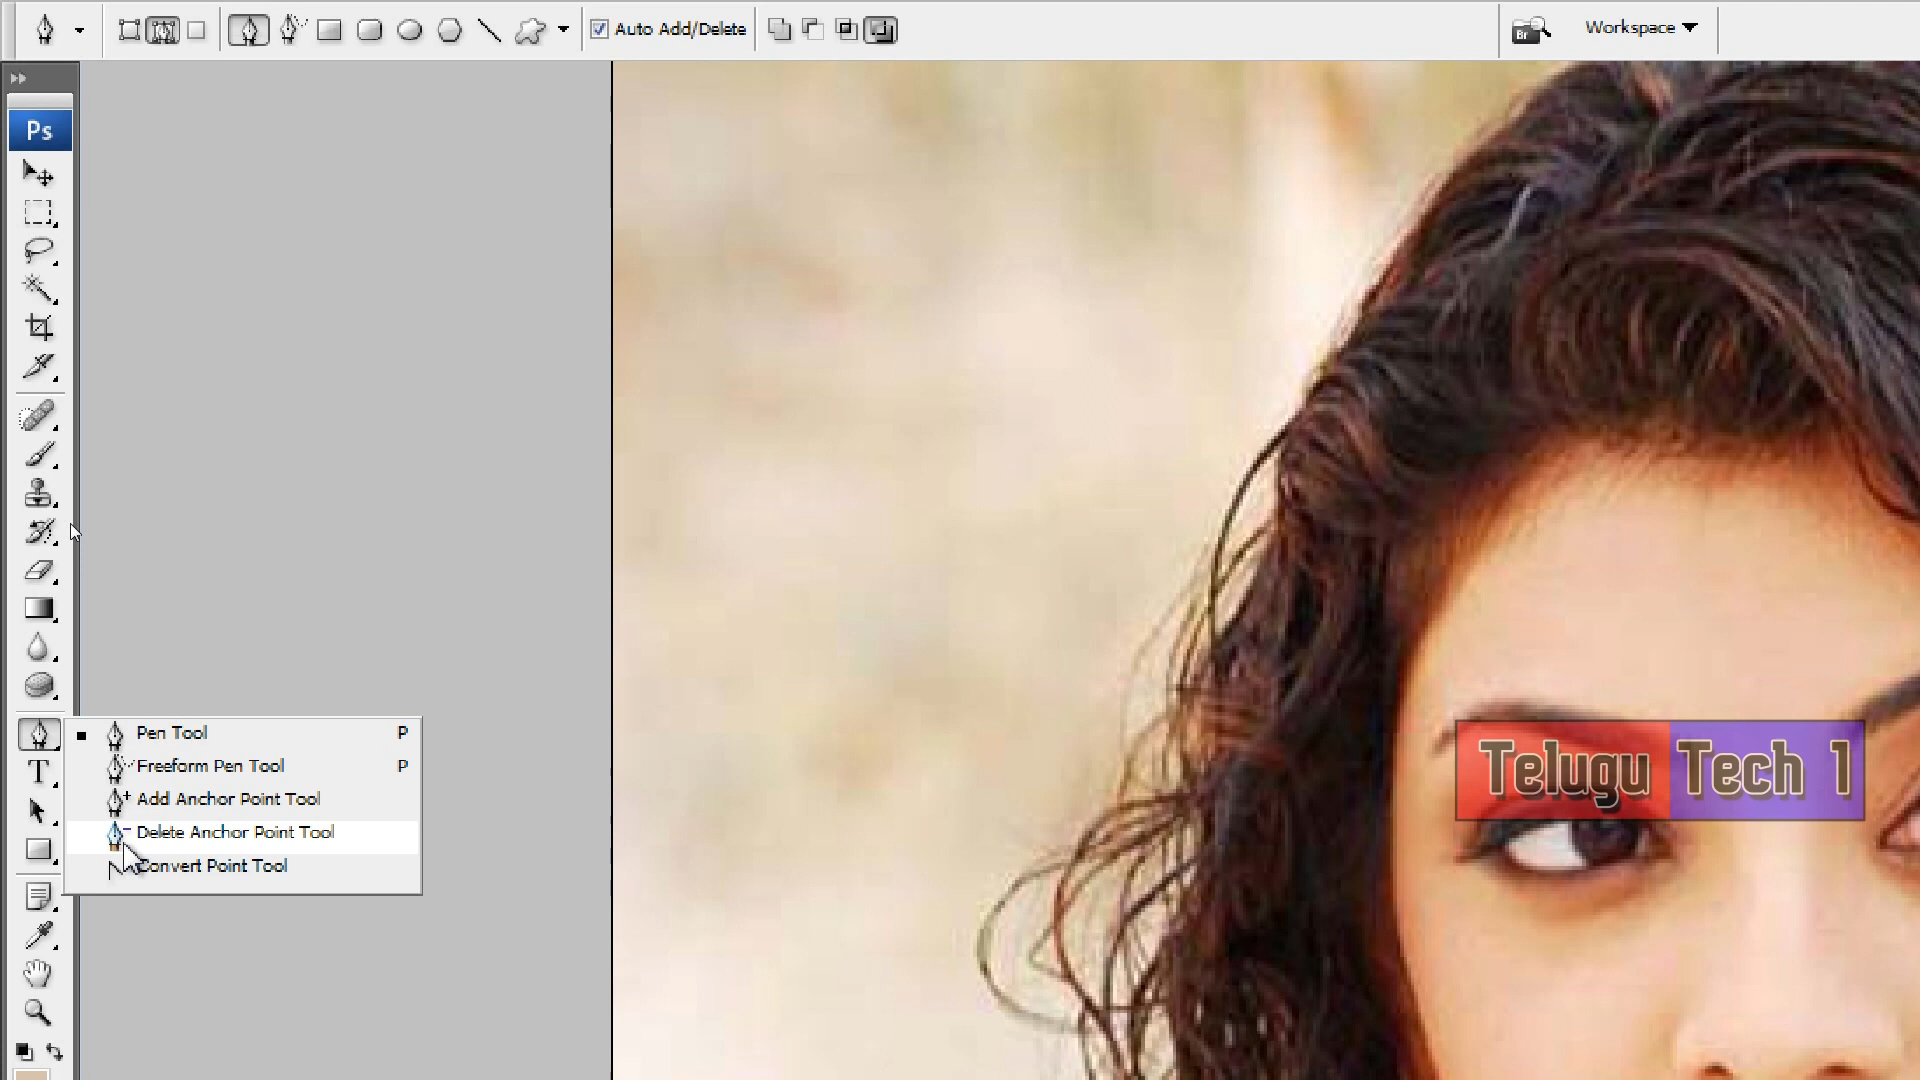 Auto Add/Delete
Br
Workspace
Ps
Pen Tool P
Freeform Pen Tool P
Add Anchor Point Tool
Delete Anchor Point Tool
Convert Point Tool
T
Telugu Tech 1